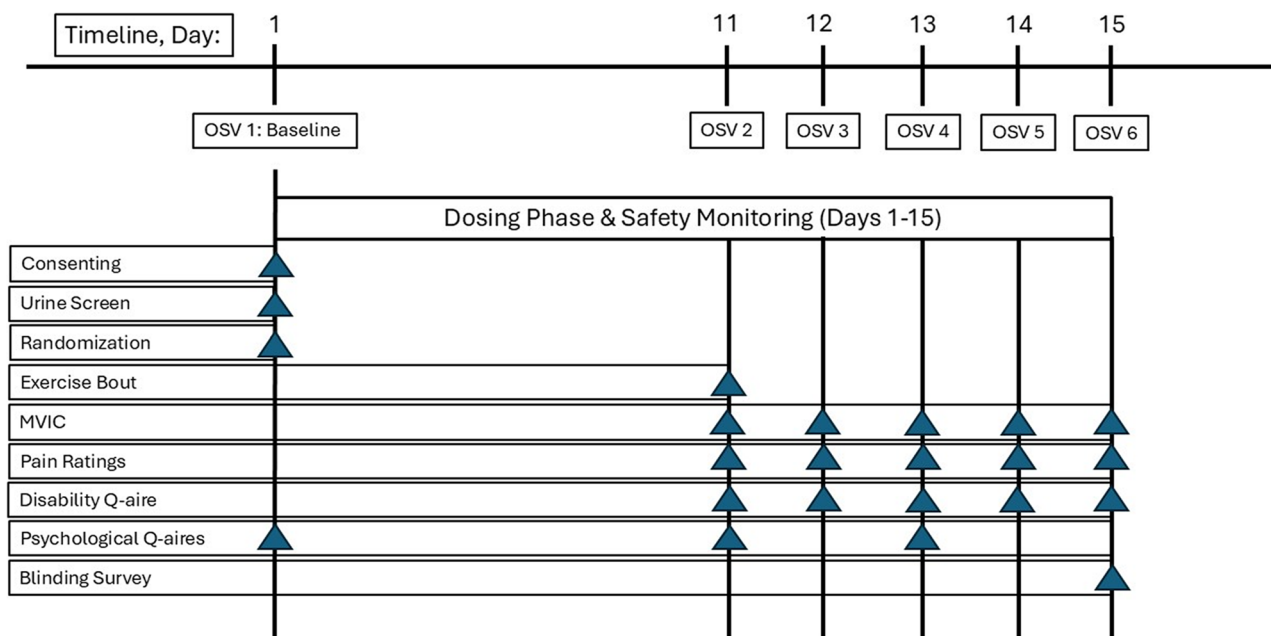 Timeline, Day: 1 11 12 13 14 15
OSV 1: Baseline OSV 2 OSV 3 OSV 4 OSV 5 OSV 6
Dosing Phase & Safety Monitoring (Days 1-15)
Consenting
Urine Screen
Randomization
Exercise Bout
MVIC
Pain Ratings
Disability Q-aire
Psychological Q-aires
Blinding Survey